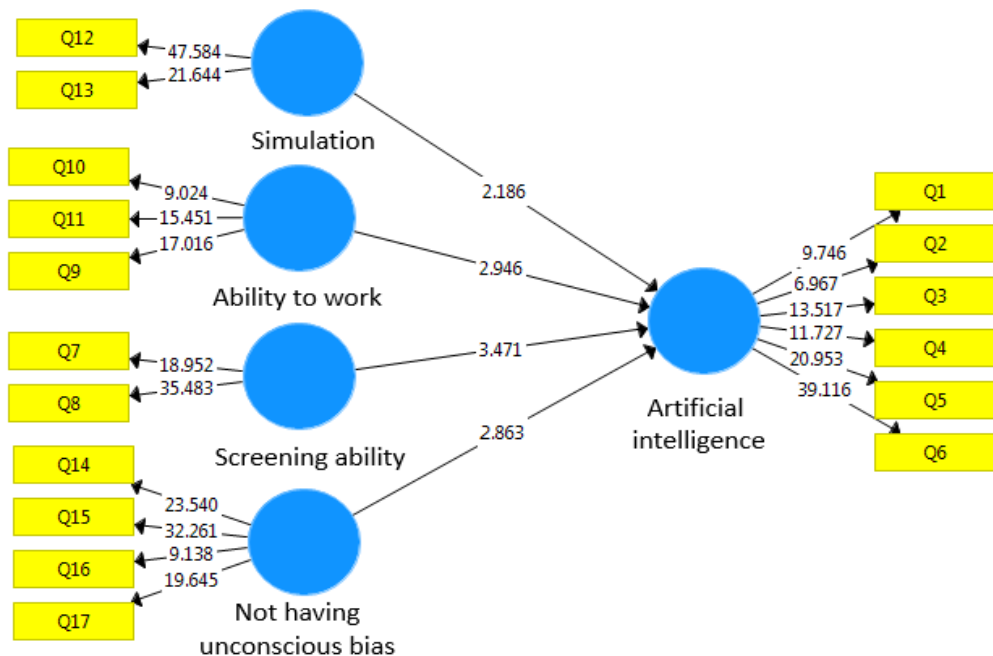 Q12
47.584
Q13
21.644
Simulation
2.186
Q10
9.024
Q11
15.451
Q9
17.016
Ability to work
2.946
Q7
18.952
Q8
35.483
Screening ability
3.471
Q14
23.540
Q15
32.261
Q16
9.138
Q17
19.645
Not having
unconscious bias
2.863
Artificial
intelligence
Q1
9.746
Q2
6.967
Q3
13.517
Q4
11.727
Q5
20.953
Q6
39.116